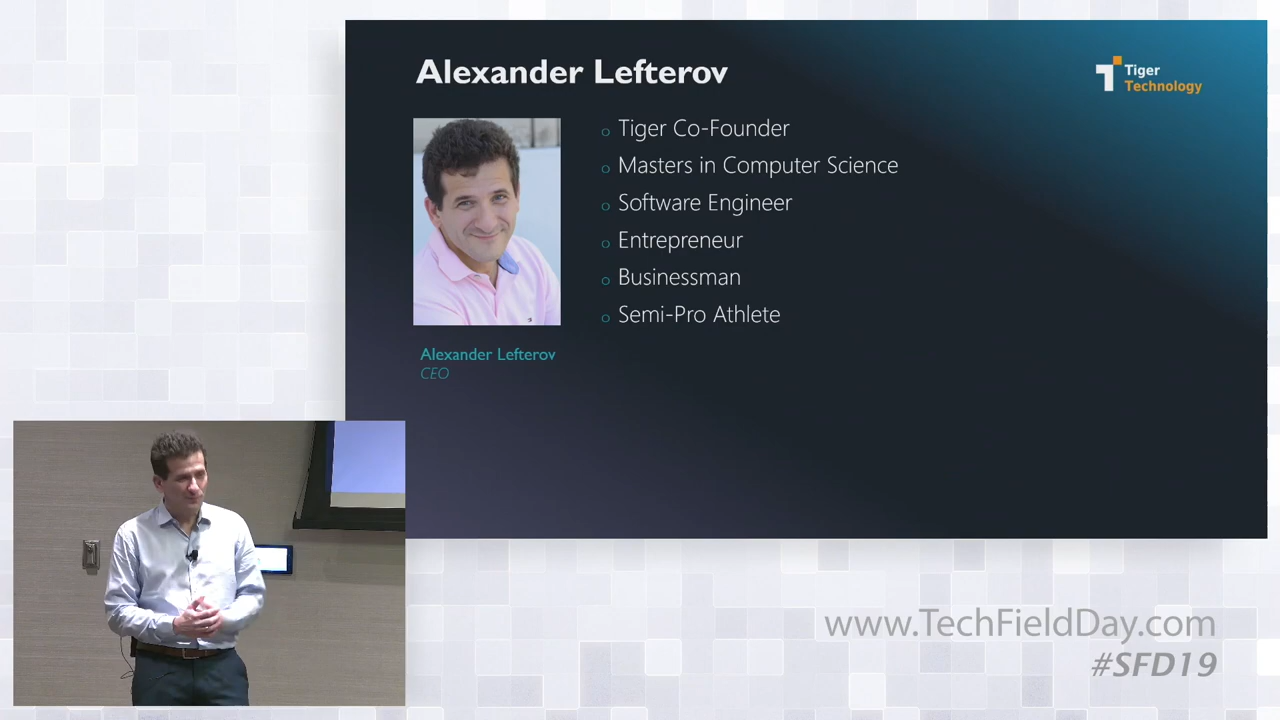 Alexander Lefterov
Tiger
Technology
Tiger Co-Founder
Masters in Computer Science
Software Engineer
Entrepreneur
Businessman
Semi-Pro Athlete
Alexander Lefterov
CEO
www.TechFieldDay.com
#SFD19